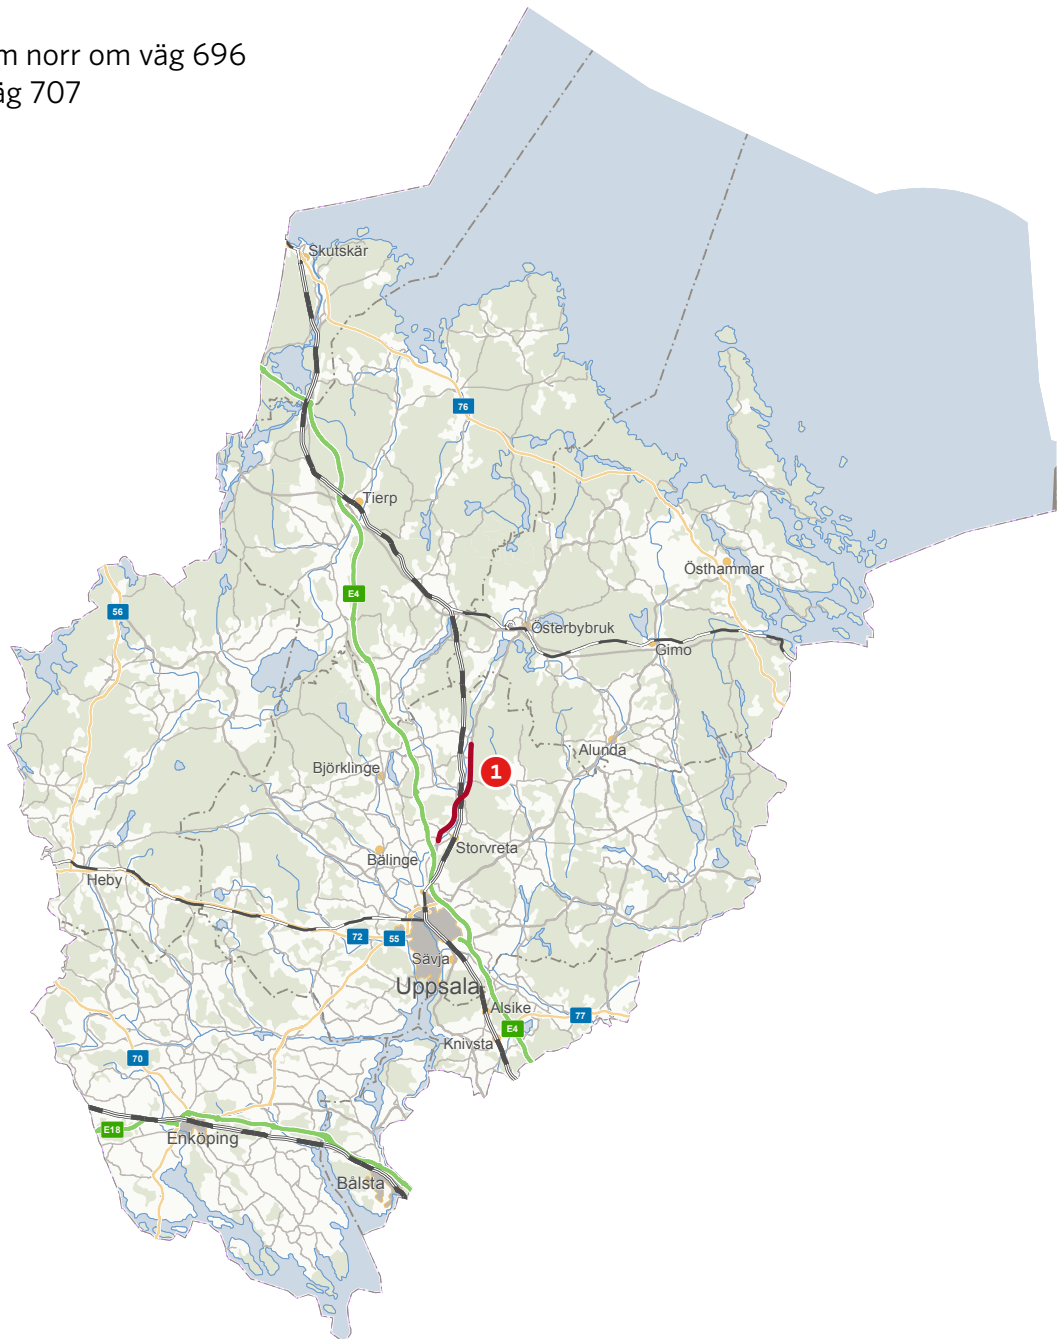 m norr om väg 696
äg 707
Skutskär
76
Tierp
Östhammar
E4
56
Österbybruk
Gimo
Alunda
Björklinge
1
Storvreta
Bälinge
Heby
72
55
Sävja
Uppsala
Alsike
77
E4
Knivsta
70
E18
Enköping
Bålsta